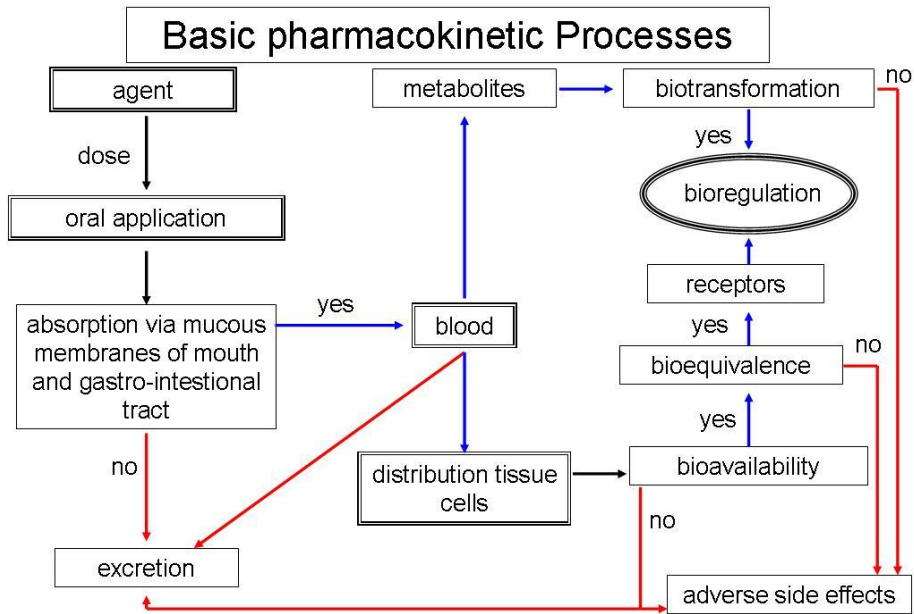 Basic pharmacokinetic Processes
agent
dose
oral application
absorption via mucous
membranes of mouth
and gastro-intestional
tract
yes
no
excretion
blood
metabolites
biotransformation
no
yes
bioregulation
receptors
yes
bioequivalence
no
yes
distribution tissue
cells
bioavailability
no
adverse side effects